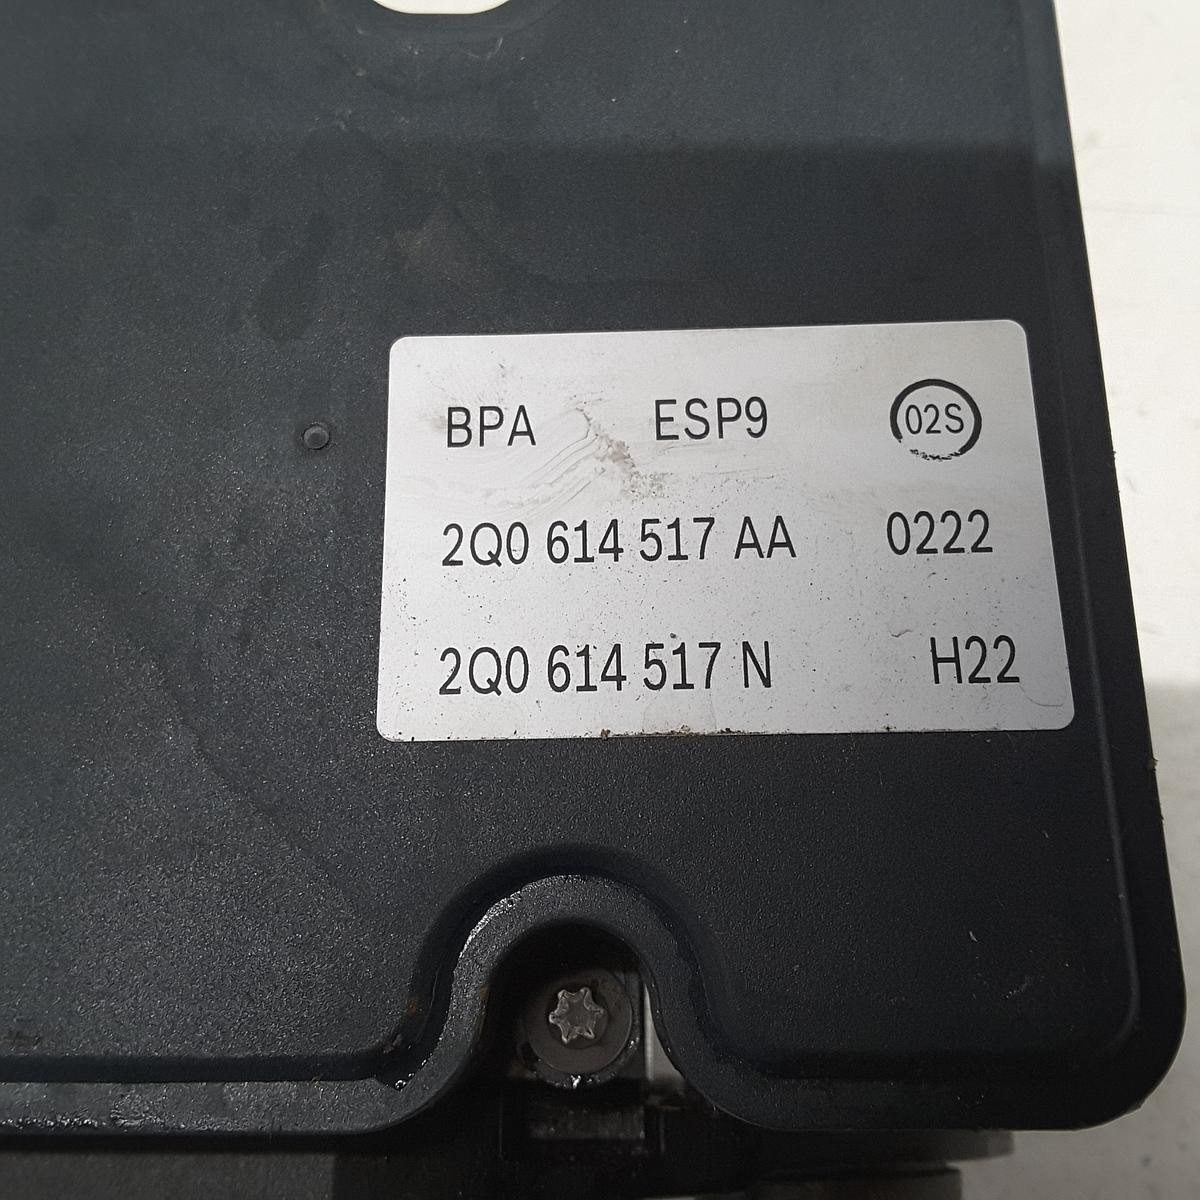 BPA ESP9 02S
2Q0 614 517 AA 0222
2Q0 614 517 N H22